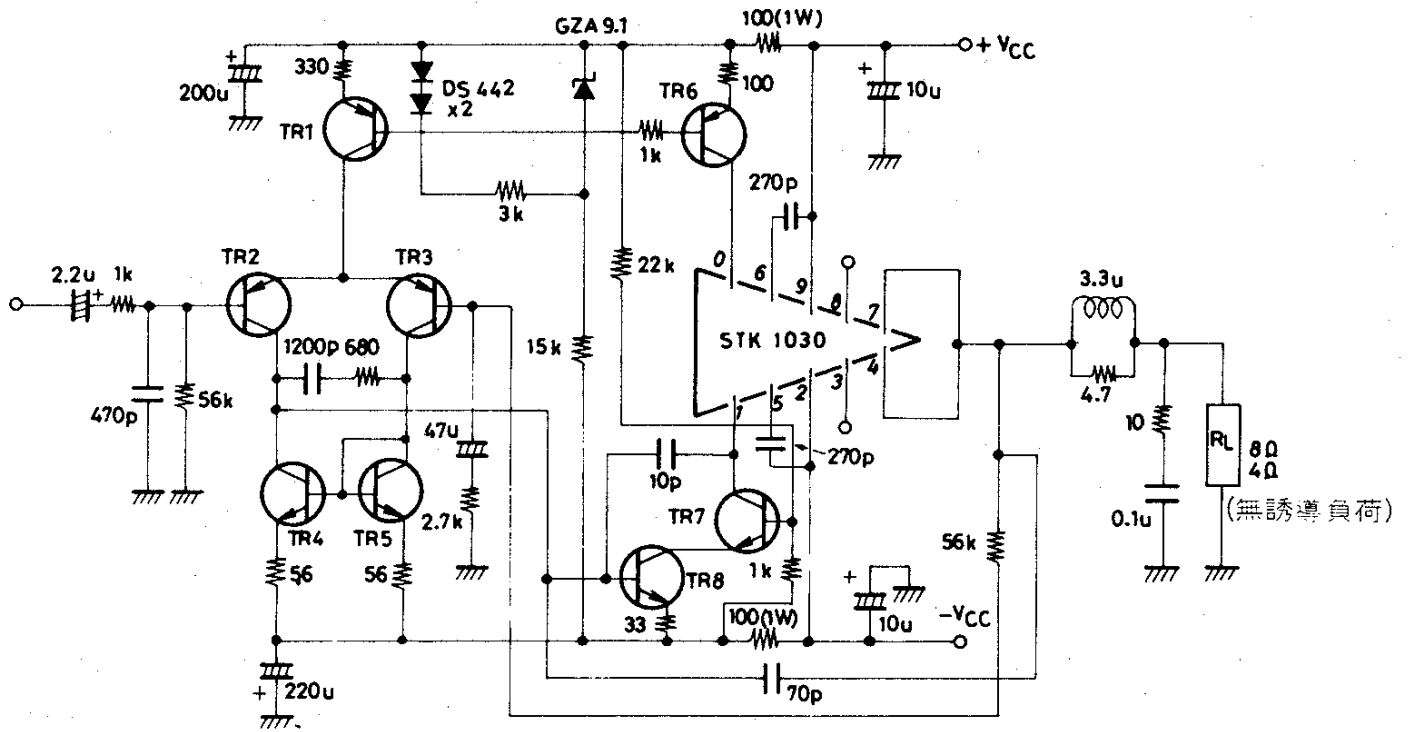 GZA 9.1
100(1W)
+ VCC
+
200u
330
DS 442
x2
TR6
100
+
10u
TR1
1k
270p
3k
TR2
TR3
2.2u
+
1k
22k
0
6
9
8
7
3.3u
STK 1030
1200p 680
15k
4.7
470p
56k
47u
1
5
2
3
4
10
RL
8Ω
4Ω
10p
270p
(無誘導負荷)
TR4
TR5
2.7k
TR7
0.1u
56
56
TR8
1k
56k
33
100(1W)
+
10u
-VCC
+
220u
70p